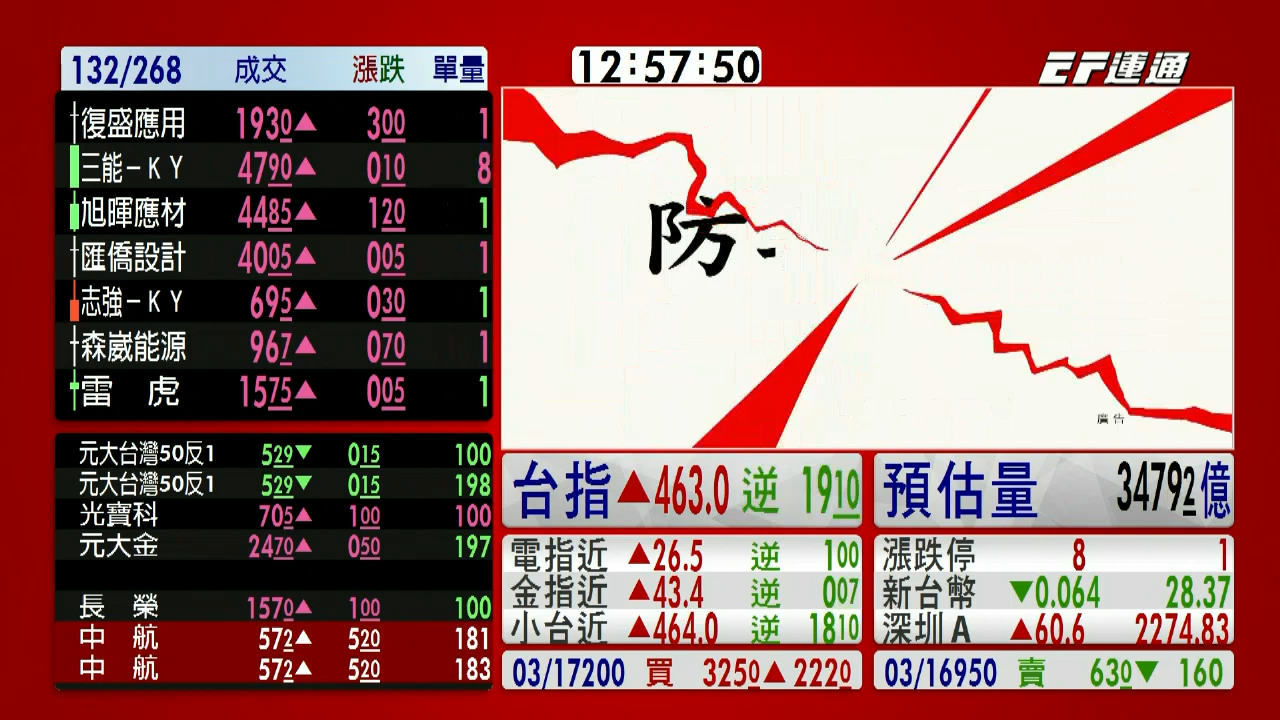 132/268 成交 漲跌 單量
復盛應用 1930▲ 300 1
三能－ＫＹ 4790▲ 010 8
旭暉應材 4485▲ 120 1
匯僑設計 4005▲ 005 1
志強－ＫＹ 695▲ 030 1
森崴能源 967▲ 070 1
雷 虎 1575▲ 005 1
元大台灣50反1 529▼ 015 100
元大台灣50反1 529▼ 015 198
光寶科 705▲ 100 100
元大金 2470▲ 050 197
長 榮 1570▲ 100 100
中 航 572▲ 520 181
中 航 572▲ 520 183
12:57:50
EF運通
防
廣告
台指 ▲463.0 逆 1910
電指近 ▲26.5 逆 100
金指近 ▲43.4 逆 007
小台近 ▲464.0 逆 1810
03/17200 買 3250▲2220
預估量 34792億
漲跌停 8 1
新台幣 ▼0.064 28.37
深圳A ▲60.6 2274.83
03/16950 賣 630▼ 160